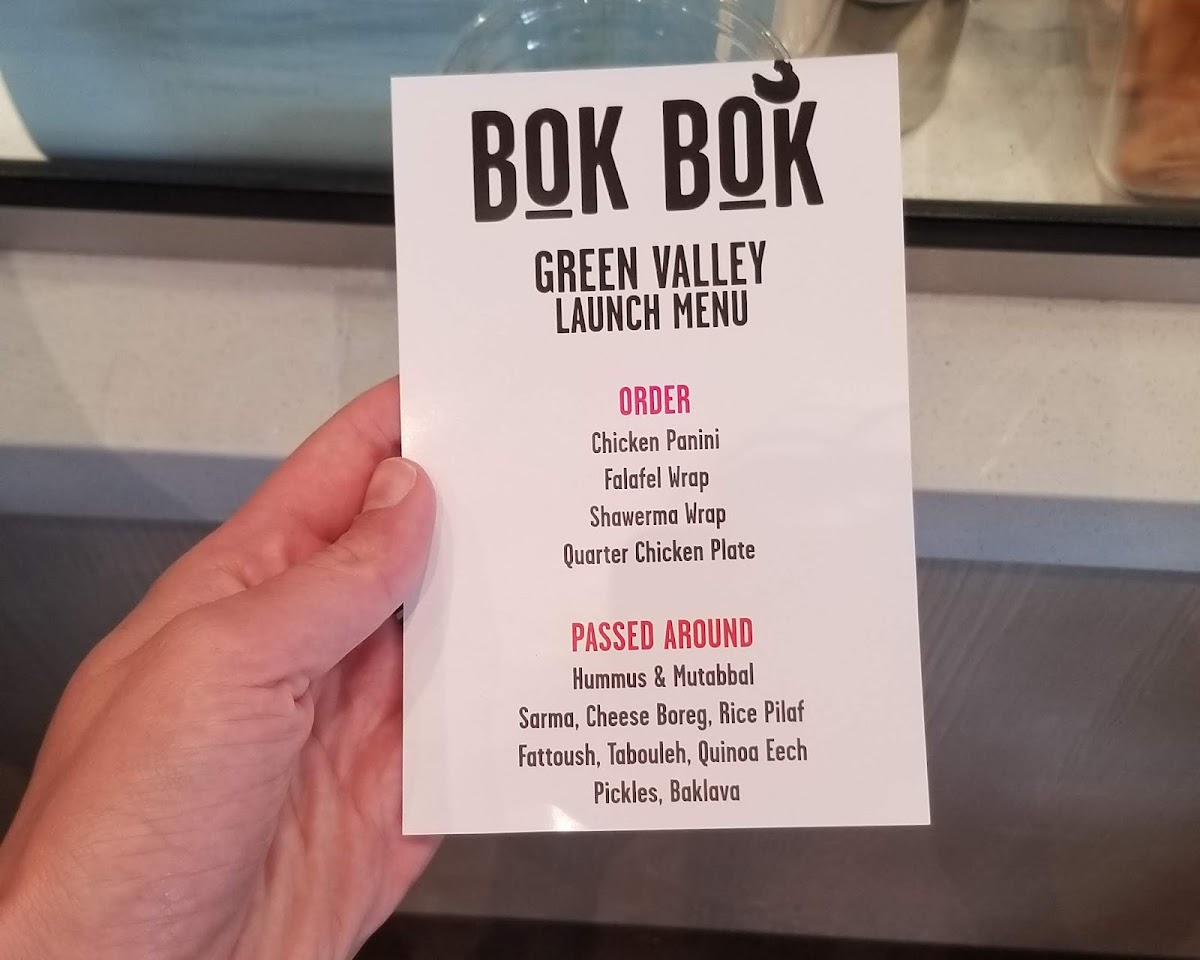 BOK BOK
GREEN VALLEY
LAUNCH MENU
ORDER
Chicken Panini
Falafel Wrap
Shawerma Wrap
Quarter Chicken Plate
PASSED AROUND
Hummus & Mutabbal
Sarma, Cheese Boreg, Rice Pilaf
Fattoush, Tabouleh, Quinoa Eech
Pickles, Baklava